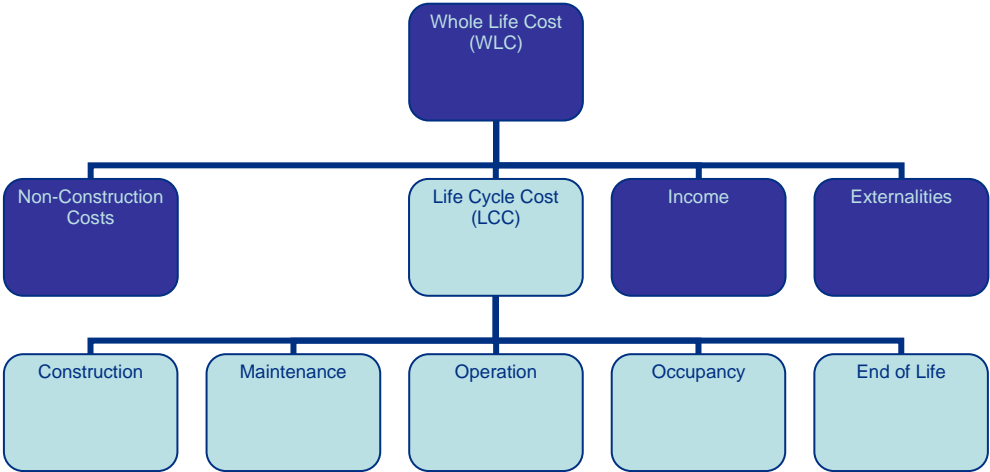 Whole Life Cost
(WLC)
Non-Construction
Costs
Life Cycle Cost
(LCC)
Income
Externalities
Construction
Maintenance
Operation
Occupancy
End of Life